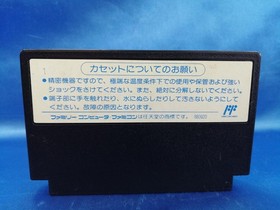 カセットについてのお願い
●精密機器ですので、極端な温度条件下での使用や保管および強い
ショックをさけてください。また、絶対に分解しないでください。
●端子部に手を触れたり、水にぬらしたりして汚さないようにして
ください。故障の原因となります。
ファミリーコンピュータ ファミコンは任天堂の商標です。